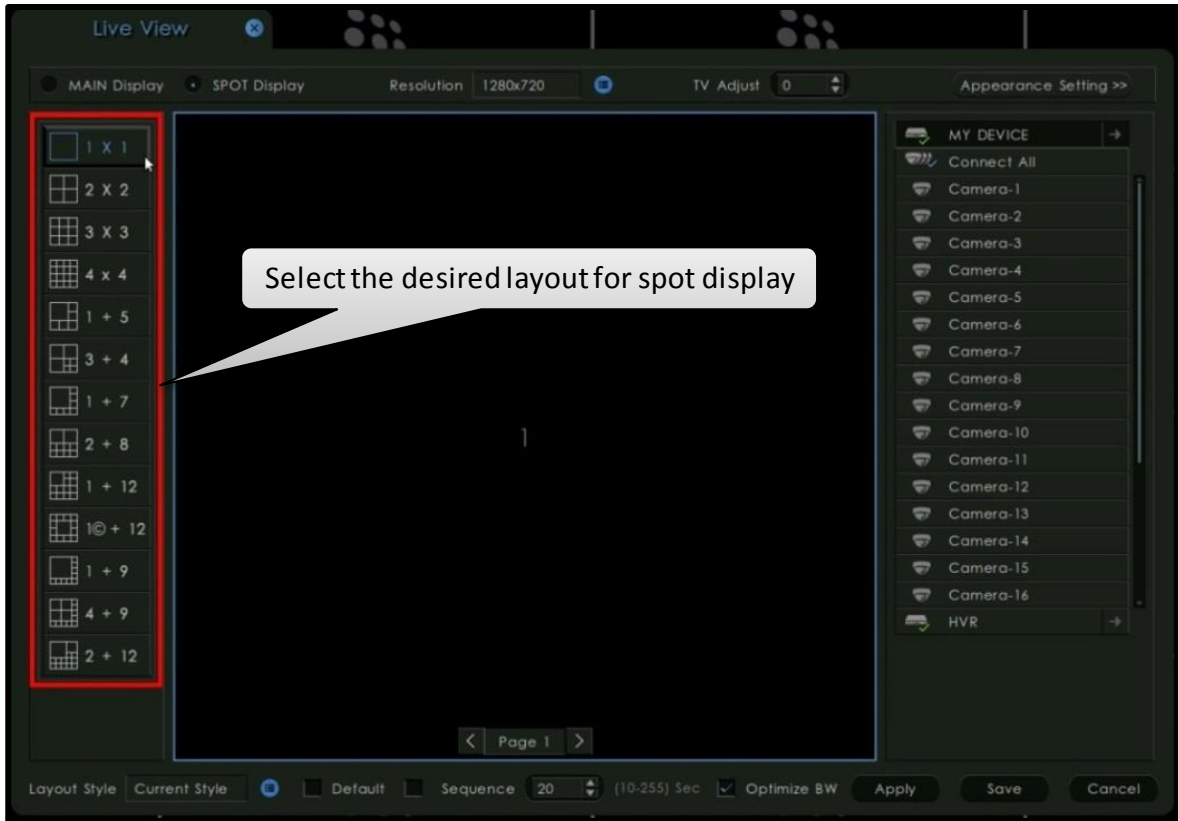 Live View
MAIN Display SPOT Display Resolution 1280x720 TV Adjust 0 Appearance Setting >>
1 X 1
2 X 2
3 X 3
4 x 4
1 + 5
3 + 4
1 + 7
2 + 8
1 + 12
1© + 12
1 + 9
4 + 9
2 + 12
Select the desired layout for spot display
1
< Page 1 >
MY DEVICE
Connect All
Camera-1
Camera-2
Camera-3
Camera-4
Camera-5
Camera-6
Camera-7
Camera-8
Camera-9
Camera-10
Camera-11
Camera-12
Camera-13
Camera-14
Camera-15
Camera-16
HVR
Layout Style Current Style Default Sequence 20 (10-255) Sec Optimize BW Apply Save Cancel